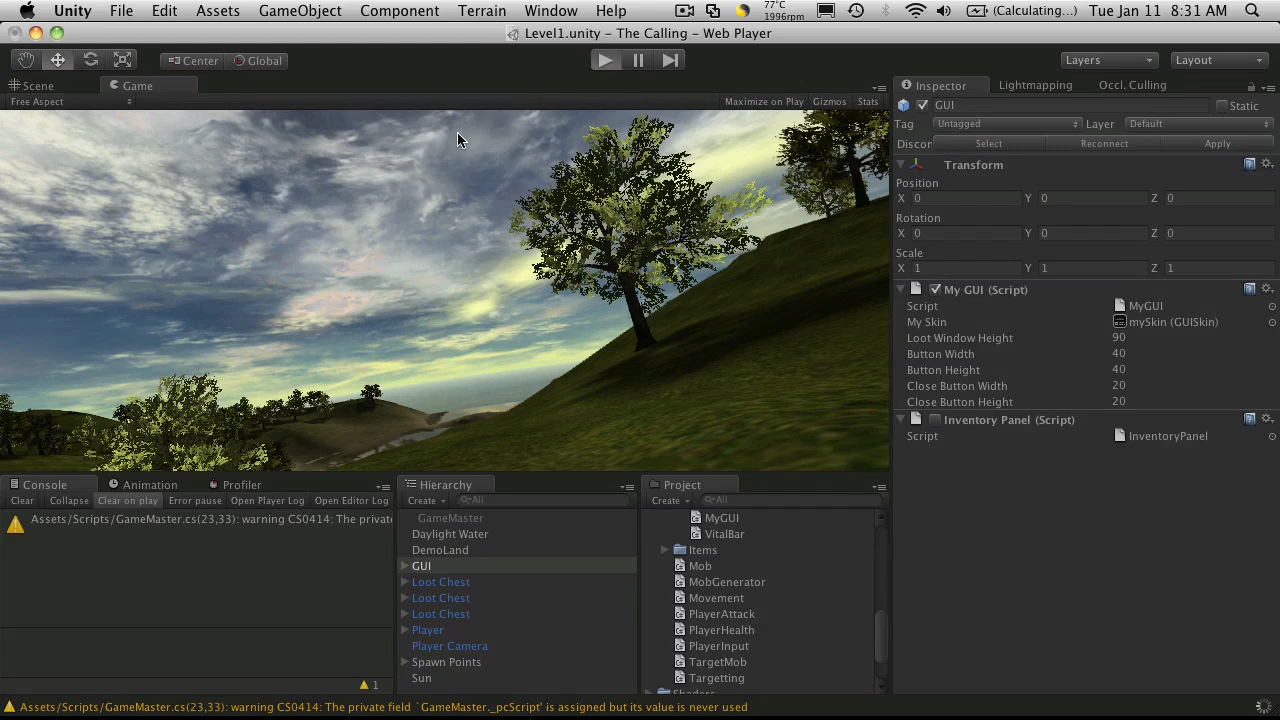 Unity File Edit Assets GameObject Component Terrain Window Help 77°C 1996rpm (Calculating...) Tue Jan 11 8:31 AM
Level1.unity – The Calling – Web Player
Center Global Layers Layout
Scene Game
Free Aspect Maximize on Play Gizmos Stats
Inspector Lightmapping Occl. Culling
GUI Static
Tag Untagged Layer Default
Discor Select Reconnect Apply
Transform
Position
X 0 Y 0 Z 0
Rotation
X 0 Y 0 Z 0
Scale
X 1 Y 1 Z 1
My GUI (Script)
Script MyGUI
My Skin mySkin (GUISkin)
Loot Window Height 90
Button Width 40
Button Height 40
Close Button Width 20
Close Button Height 20
Inventory Panel (Script)
Script InventoryPanel
Console Animation Profiler
Clear Collapse Clear on play Error pause Open Player Log Open Editor Log
Assets/Scripts/GameMaster.cs(23,33): warning CS0414: The private
1
Hierarchy
Create All
GameMaster
Daylight Water
DemoLand
GUI
Loot Chest
Loot Chest
Loot Chest
Player
Player Camera
Spawn Points
Sun
Project
Create All
MyGUI
VitalBar
Items
Mob
MobGenerator
Movement
PlayerAttack
PlayerHealth
PlayerInput
TargetMob
Targetting
Shaders
Assets/Scripts/GameMaster.cs(23,33): warning CS0414: The private field `GameMaster._pcScript' is assigned but its value is never used